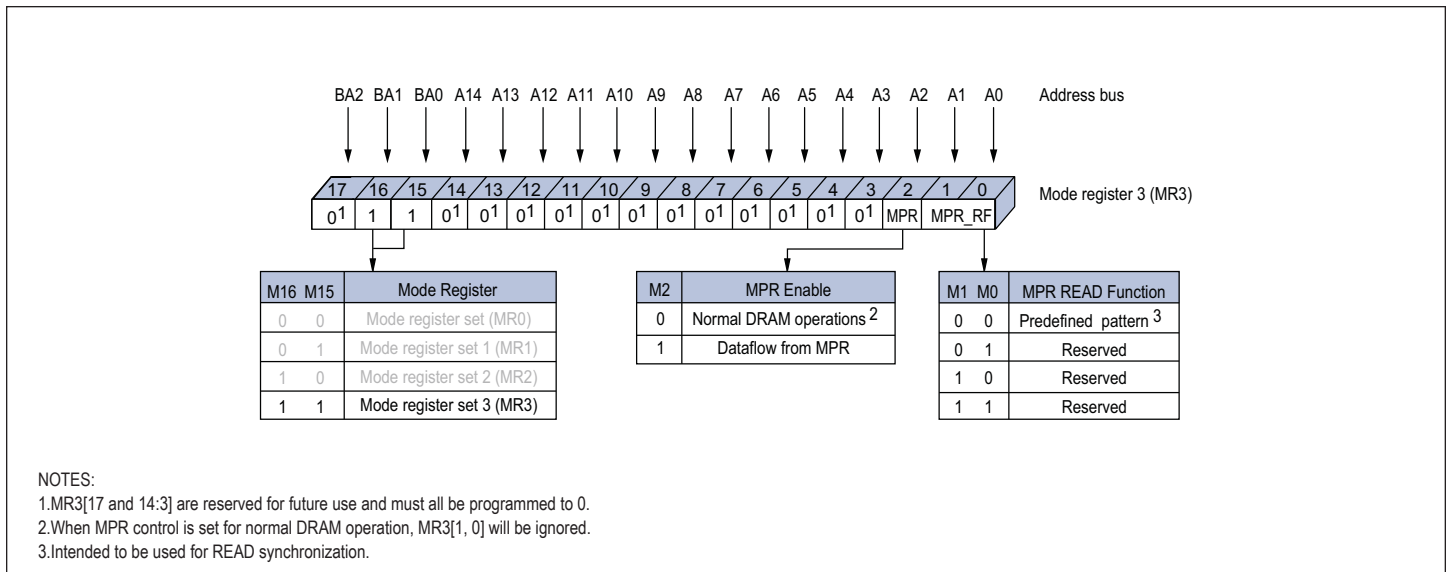 BA2 BA1 BA0 A14 A13 A12 A11 A10 A9 A8 A7 A6 A5 A4 A3 A2 A1 A0 Address bus
17 16 15 14 13 12 11 10 9 8 7 6 5 4 3 2 1 0
Mode register 3 (MR3)
0¹ 1 1 0¹ 0¹ 0¹ 0¹ 0¹ 0¹ 0¹ 0¹ 0¹ 0¹ 0¹ 0¹ MPR MPR_RF
M16 M15 Mode Register
0 0 Mode register set (MR0)
0 1 Mode register set 1 (MR1)
1 0 Mode register set 2 (MR2)
1 1 Mode register set 3 (MR3)
M2 MPR Enable
0 Normal DRAM operations ²
1 Dataflow from MPR
M1 M0 MPR READ Function
0 0 Predefined pattern ³
0 1 Reserved
1 0 Reserved
1 1 Reserved
NOTES:
1.MR3[17 and 14:3] are reserved for future use and must all be programmed to 0.
2.When MPR control is set for normal DRAM operation, MR3[1, 0] will be ignored.
3.Intended to be used for READ synchronization.